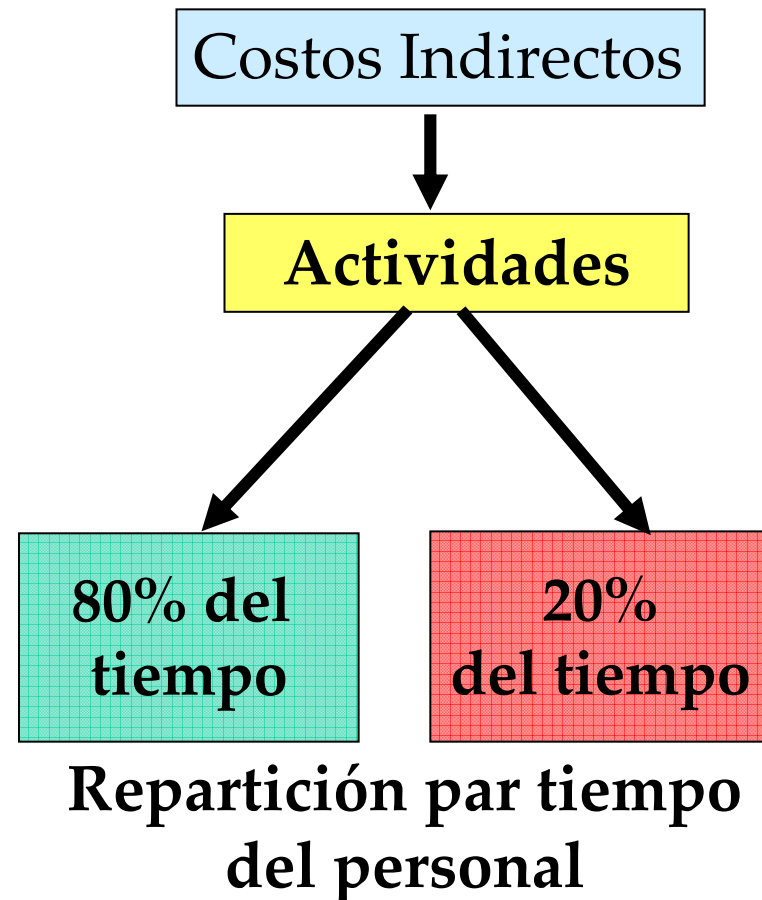 Costos Indirectos
Actividades
80% del
tiempo
20%
del tiempo
Repartición par tiempo
del personal